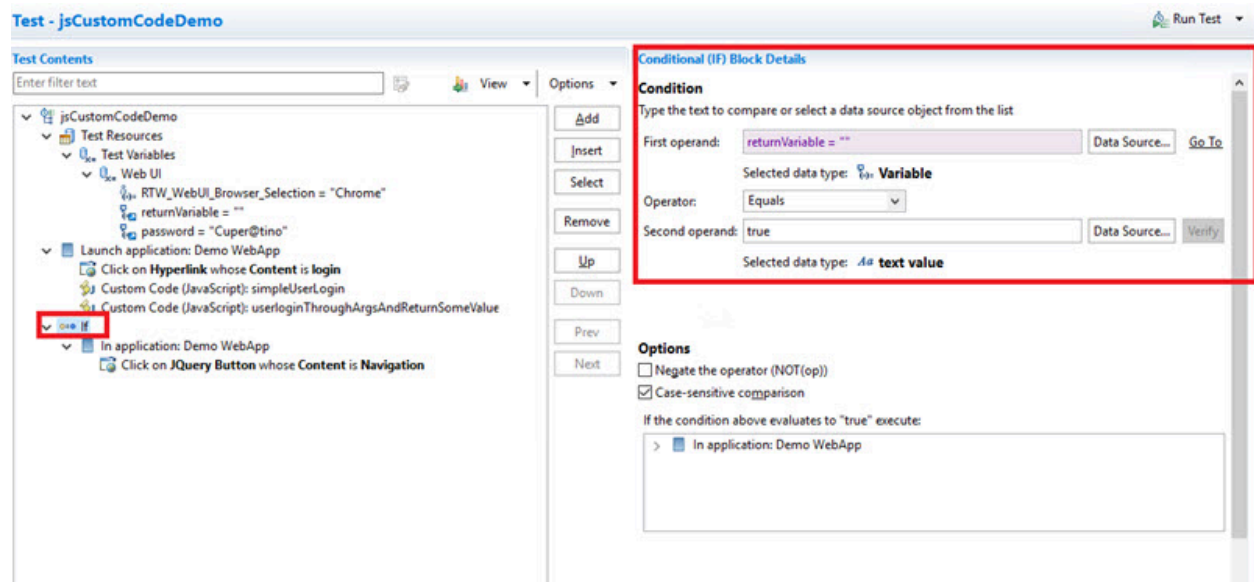 Test - jsCustomCodeDemo
Run Test
Test Contents
Enter filter text
View
Options
jsCustomCodeDemo
Test Resources
Test Variables
Web UI
RTW_WebUI_Browser_Selection = "Chrome"
returnVariable = ""
password = "Cuper@tino"
Launch application: Demo WebApp
Click on Hyperlink whose Content is login
Custom Code (JavaScript): simpleUserLogin
Custom Code (JavaScript): userloginThroughArgsAndReturnSomeValue
If
In application: Demo WebApp
Click on JQuery Button whose Content is Navigation
Add
Insert
Select
Remove
Up
Down
Prev
Next
Conditional (IF) Block Details
Condition
Type the text to compare or select a data source object from the list
First operand: returnVariable = "" Data Source... Go To
Selected data type: Variable
Operator: Equals
Second operand: true Data Source... Verify
Selected data type: Aa text value
Options
Negate the operator (NOT(op))
Case-sensitive comparison
If the condition above evaluates to "true" execute:
In application: Demo WebApp